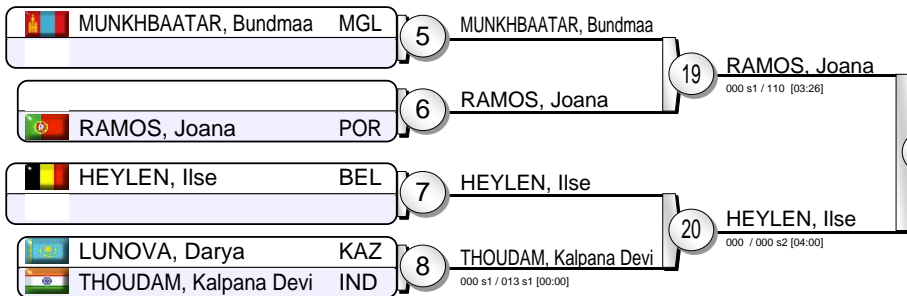 MUNKHBAATAR, Bundmaa MGL
5
MUNKHBAATAR, Bundmaa
19
RAMOS, Joana
000 s1 / 110 [03:26]
6
RAMOS, Joana
RAMOS, Joana POR
HEYLEN, Ilse BEL
7
HEYLEN, Ilse
20
HEYLEN, Ilse
000 / 000 s2 [04:00]
LUNOVA, Darya KAZ
8
THOUDAM, Kalpana Devi
000 s1 / 013 s1 [00:00]
THOUDAM, Kalpana Devi IND